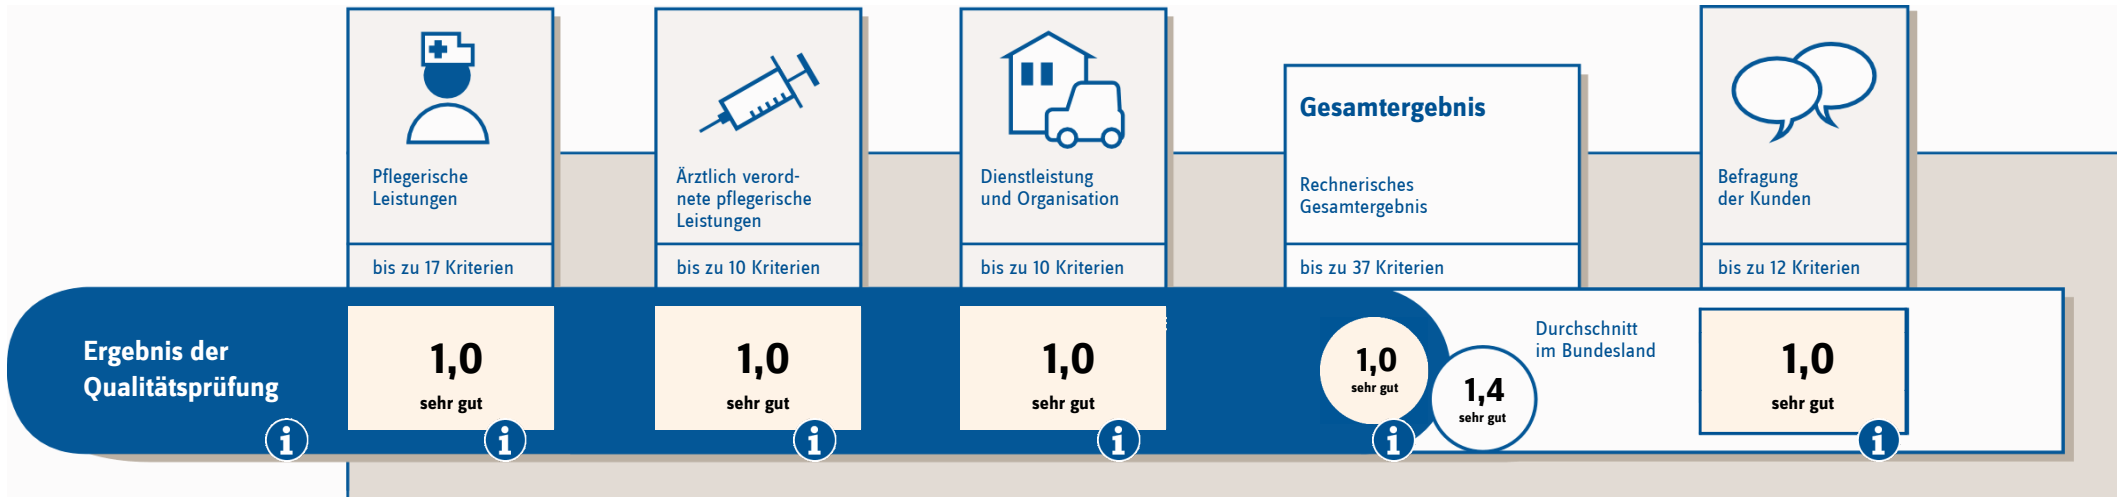 Pflegerische
Leistungen
bis zu 17 Kriterien
Ärztlich verord-
nete pflegerische
Leistungen
bis zu 10 Kriterien
Dienstleistung
und Organisation
bis zu 10 Kriterien
Gesamtergebnis
Rechnerisches
Gesamtergebnis
bis zu 37 Kriterien
Befragung
der Kunden
bis zu 12 Kriterien
Ergebnis der
Qualitätsprüfung
i
1,0
sehr gut
i
1,0
sehr gut
i
1,0
sehr gut
i
1,0
sehr gut
i
1,4
sehr gut
Durchschnitt
im Bundesland
1,0
sehr gut
i